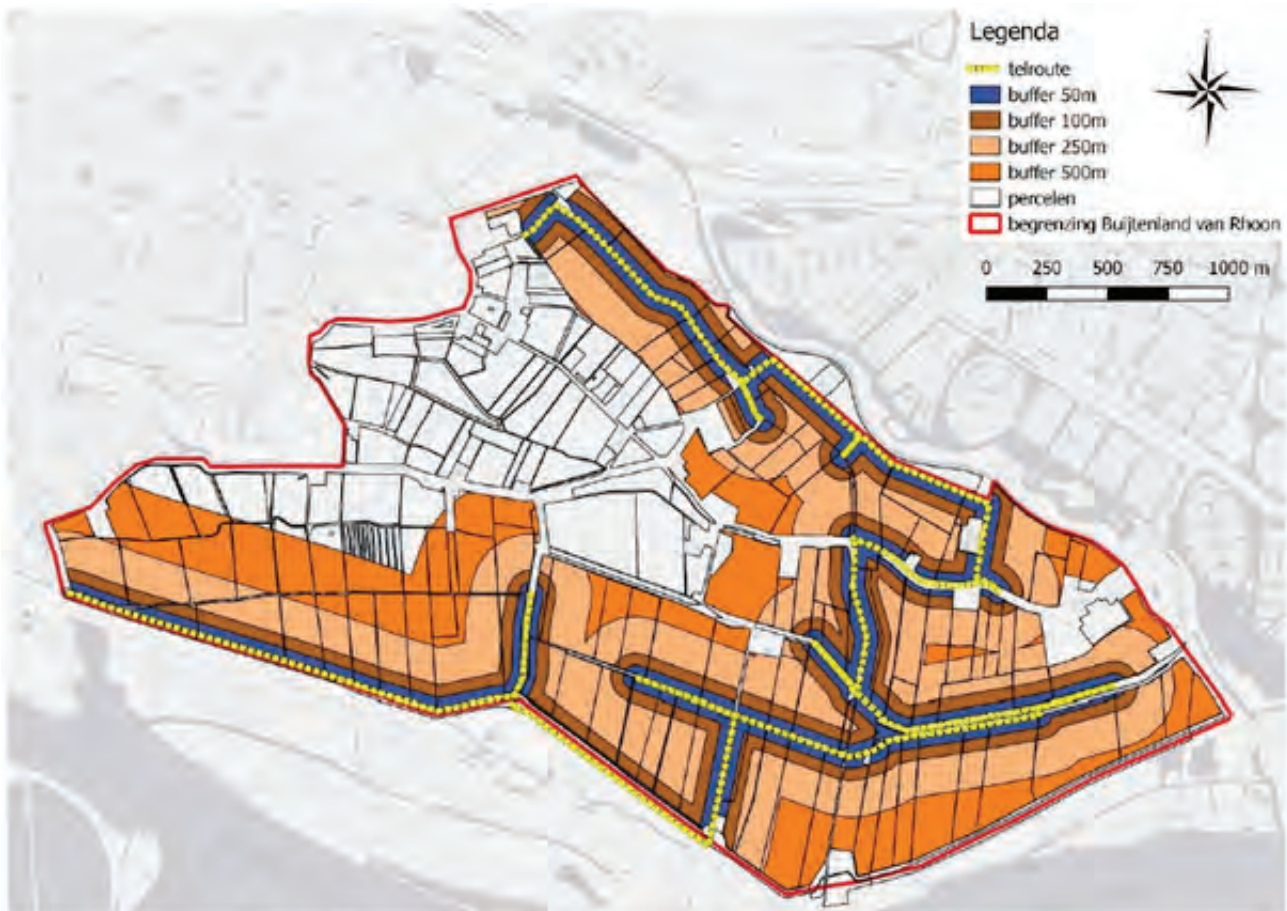 Legenda
telroute
buffer 50m
buffer 100m
buffer 250m
buffer 500m
percelen
begrenzing Buijtenland van Rhoon
0 250 500 750 1000 m